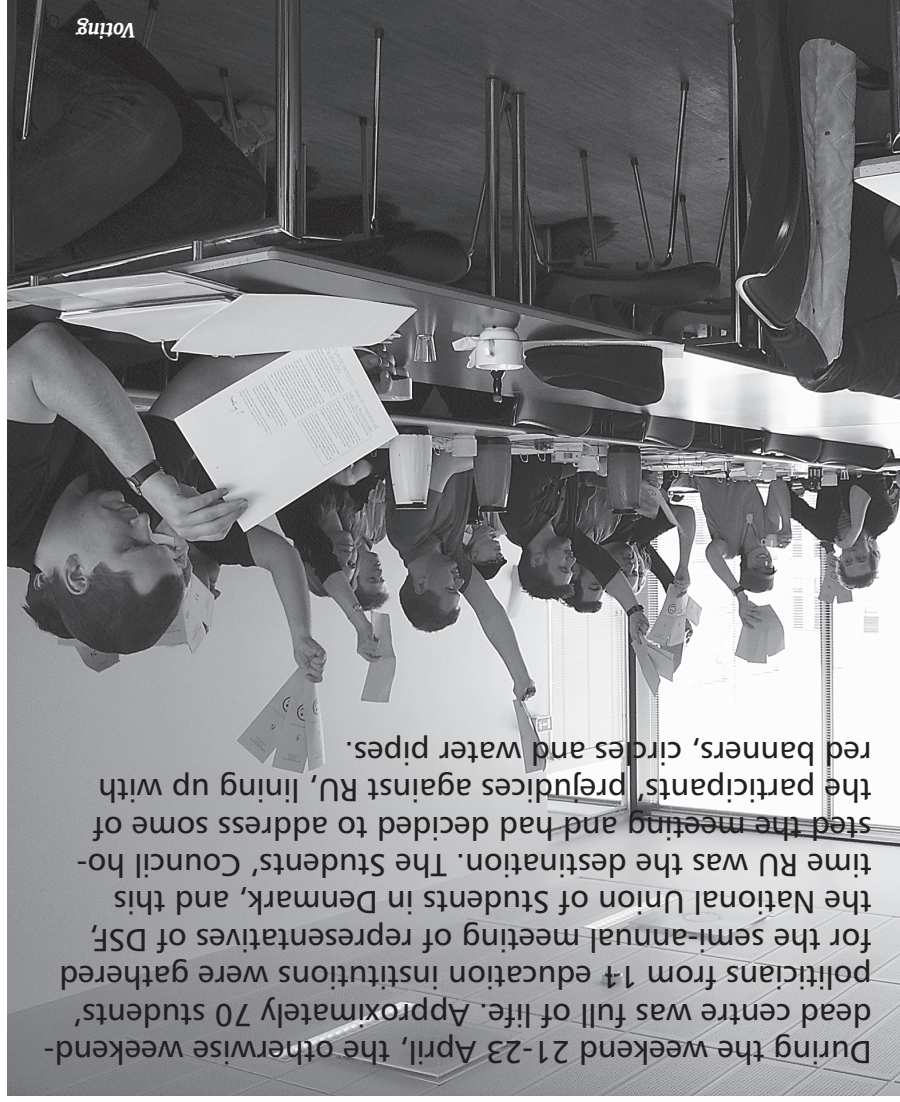 During the weekend 21-23 April, the otherwise weekend-
dead centre was full of life. Approximately 70 students’
politicians from 14 education institutions were gathered
for the semi-annual meeting of representatives of DSF,
the National Union of Students in Denmark, and this
time RU was the destination. The Students’ Council ho-
sted the meeting and had decided to address some of
the participants’ prejudices against RU, lining up with
red banners, circles and water pipes.
Voting